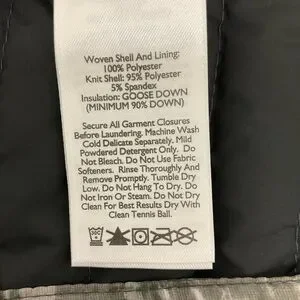 Woven Shell And Lining:
100% Polyester
Knit Shell: 95% Polyester
5% Spandex
Insulation: GOOSE DOWN
(MINIMUM 90% DOWN)
Secure All Garment Closures
Before Laundering. Machine Wash
Cold Delicate Separately. Mild
Powdered Detergent Only. Do
Not Bleach. Do Not Use Fabric
Softeners. Rinse Thoroughly And
Remove Promptly. Tumble Dry
Low. Do Not Hang To Dry. Do
Not Iron Or Steam. Do Not Dry
Clean For Best Results Dry With
Clean Tennis Ball.